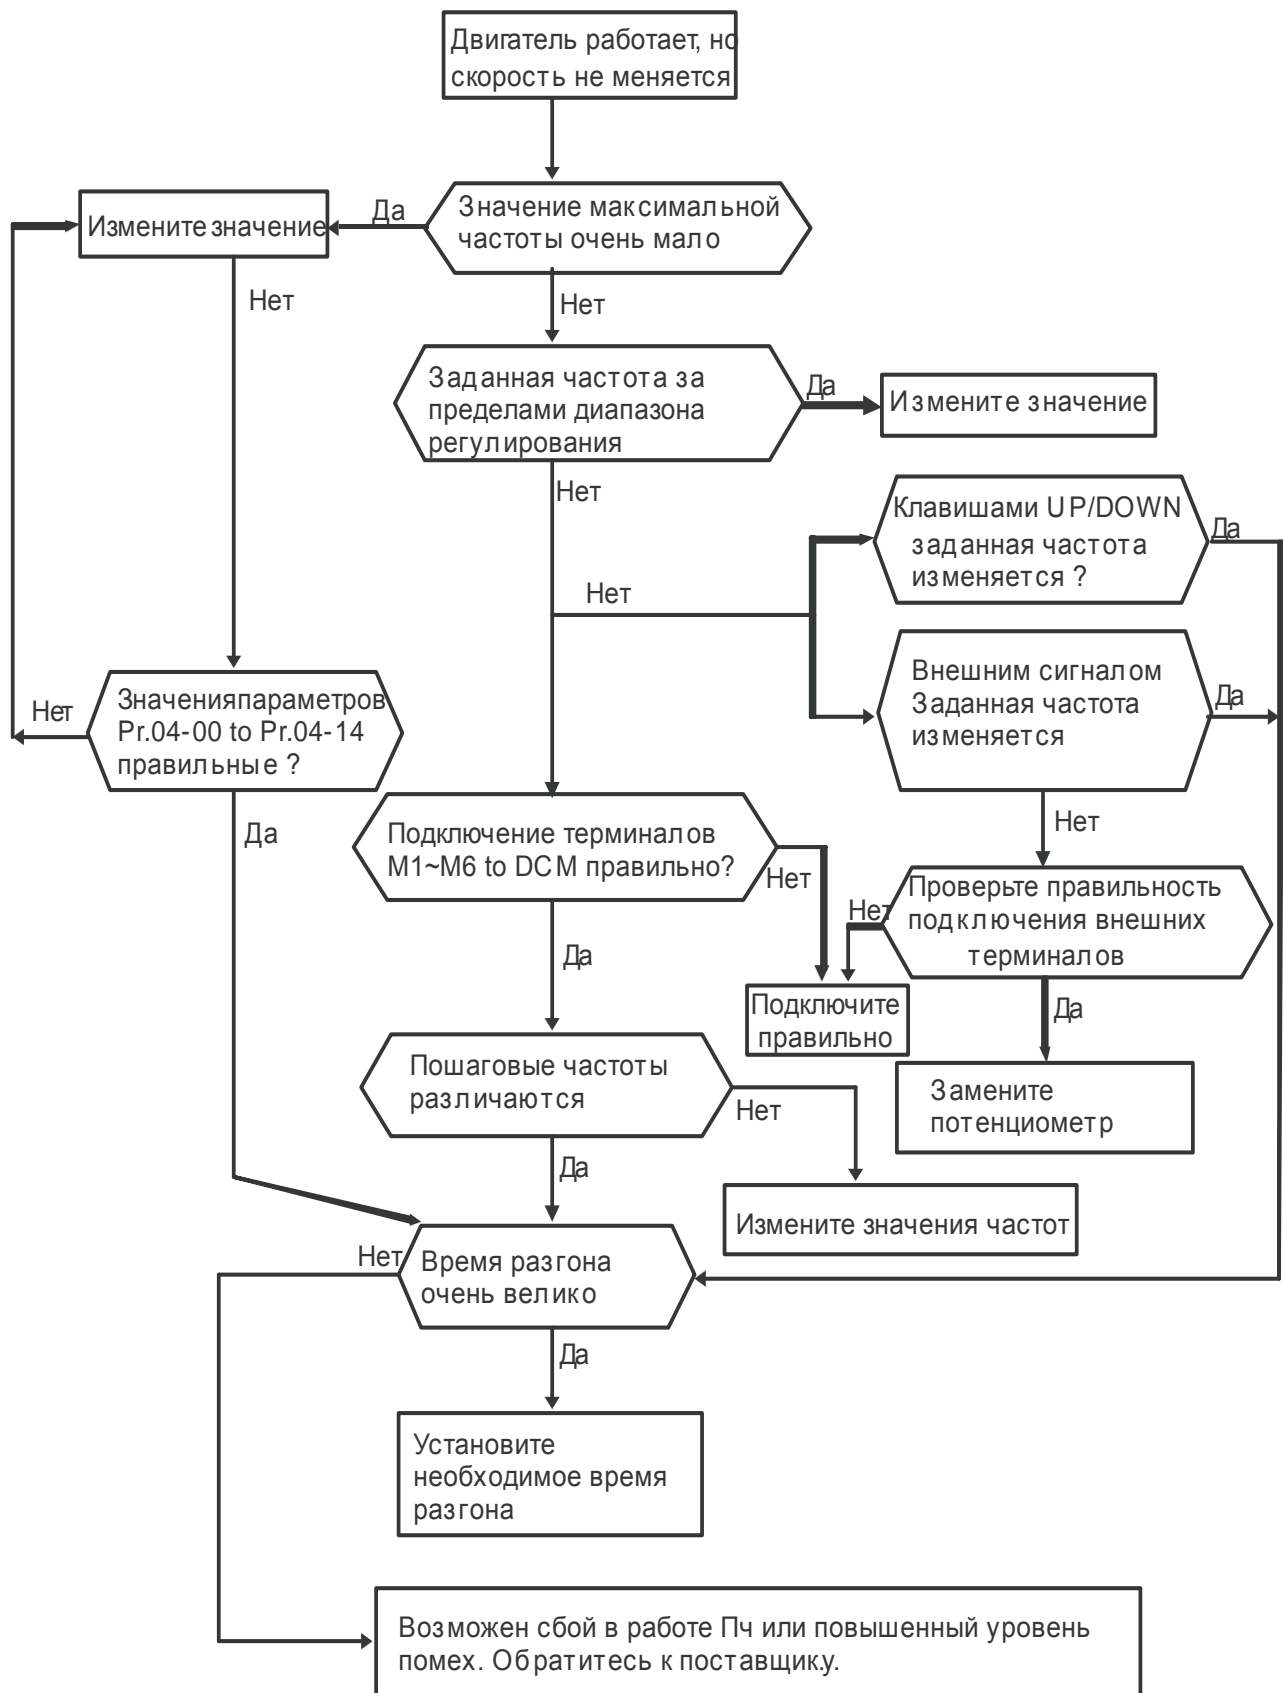 Двигатель работает, но
скорость не меняется
Значение максимальной
частоты очень мало
Да
Измените значение
Нет
Нет
Заданная частота за
пределами диапазона
регулирования
Да
Измените значение
Нет
Клавишами UP/DOWN
заданная частота
изменяется ?
Да
Нет
Внешним сигналом
Заданная частота
изменяется
Да
Значенияпараметров
Pr.04-00 to Pr.04-14
правильные ?
Нет
Да
Нет
Подключение терминалов
M1~M6 to DCM правильно?
Нет
Проверьте правильность
подключения внешних
терминалов
Нет
Да
Подключите
правильно
Да
Замените
потенциометр
Пошаговые частоты
различаются
Нет
Да
Измените значения частот
Время разгона
очень велико
Нет
Да
Установите
необходимое время
разгона
Возможен сбой в работе Пч или повышенный уровень
помех. Обратитесь к поставщик.у.